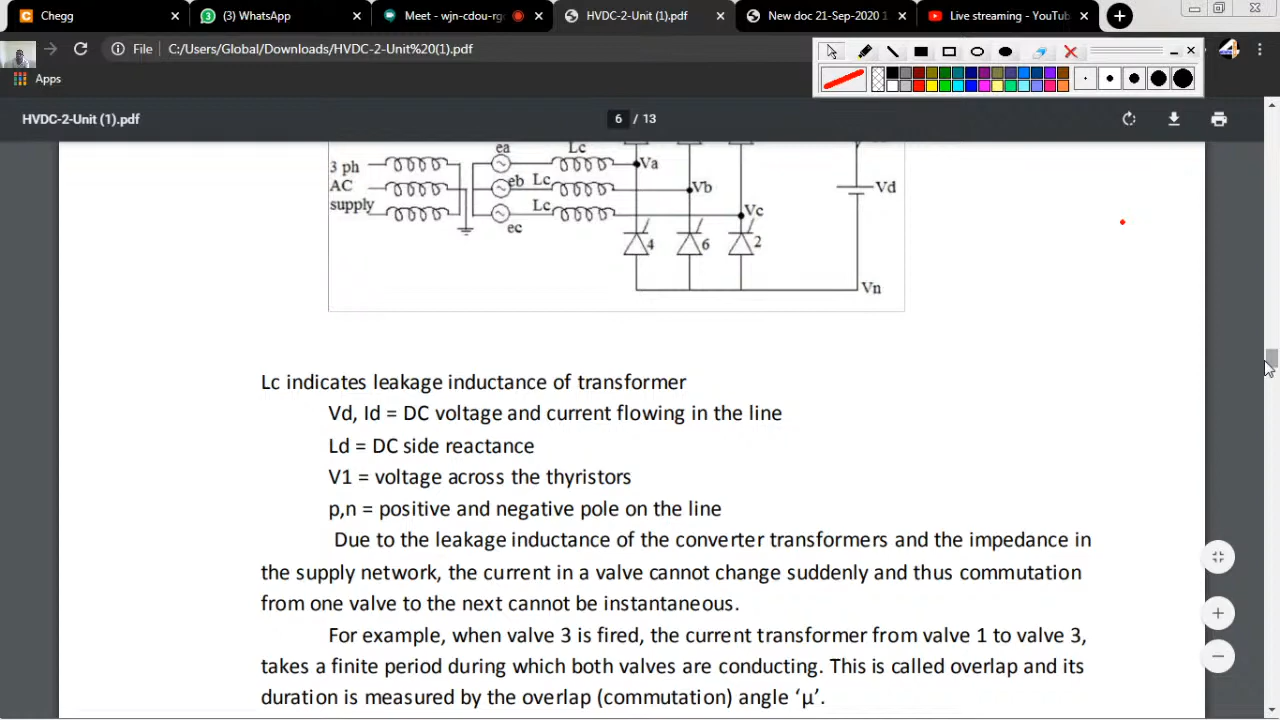 Chegg
(3) WhatsApp
Meet - wjn-cdou-rg
HVDC-2-Unit (1).pdf
New doc 21-Sep-2020 1
Live streaming - YouTu
File
C:/Users/Global/Downloads/HVDC-2-Unit%20(1).pdf
Apps
HVDC-2-Unit (1).pdf
6 / 13
ea Lc
3 ph Va
AC eb Lc Vb Vd
supply Lc Vc
ec 4 6 2
Vn
Lc indicates leakage inductance of transformer
Vd, Id = DC voltage and current flowing in the line
Ld = DC side reactance
V1 = voltage across the thyristors
p,n = positive and negative pole on the line
Due to the leakage inductance of the converter transformers and the impedance in
the supply network, the current in a valve cannot change suddenly and thus commutation
from one valve to the next cannot be instantaneous.
For example, when valve 3 is fired, the current transformer from valve 1 to valve 3,
takes a finite period during which both valves are conducting. This is called overlap and its
duration is measured by the overlap (commutation) angle ‘μ’.